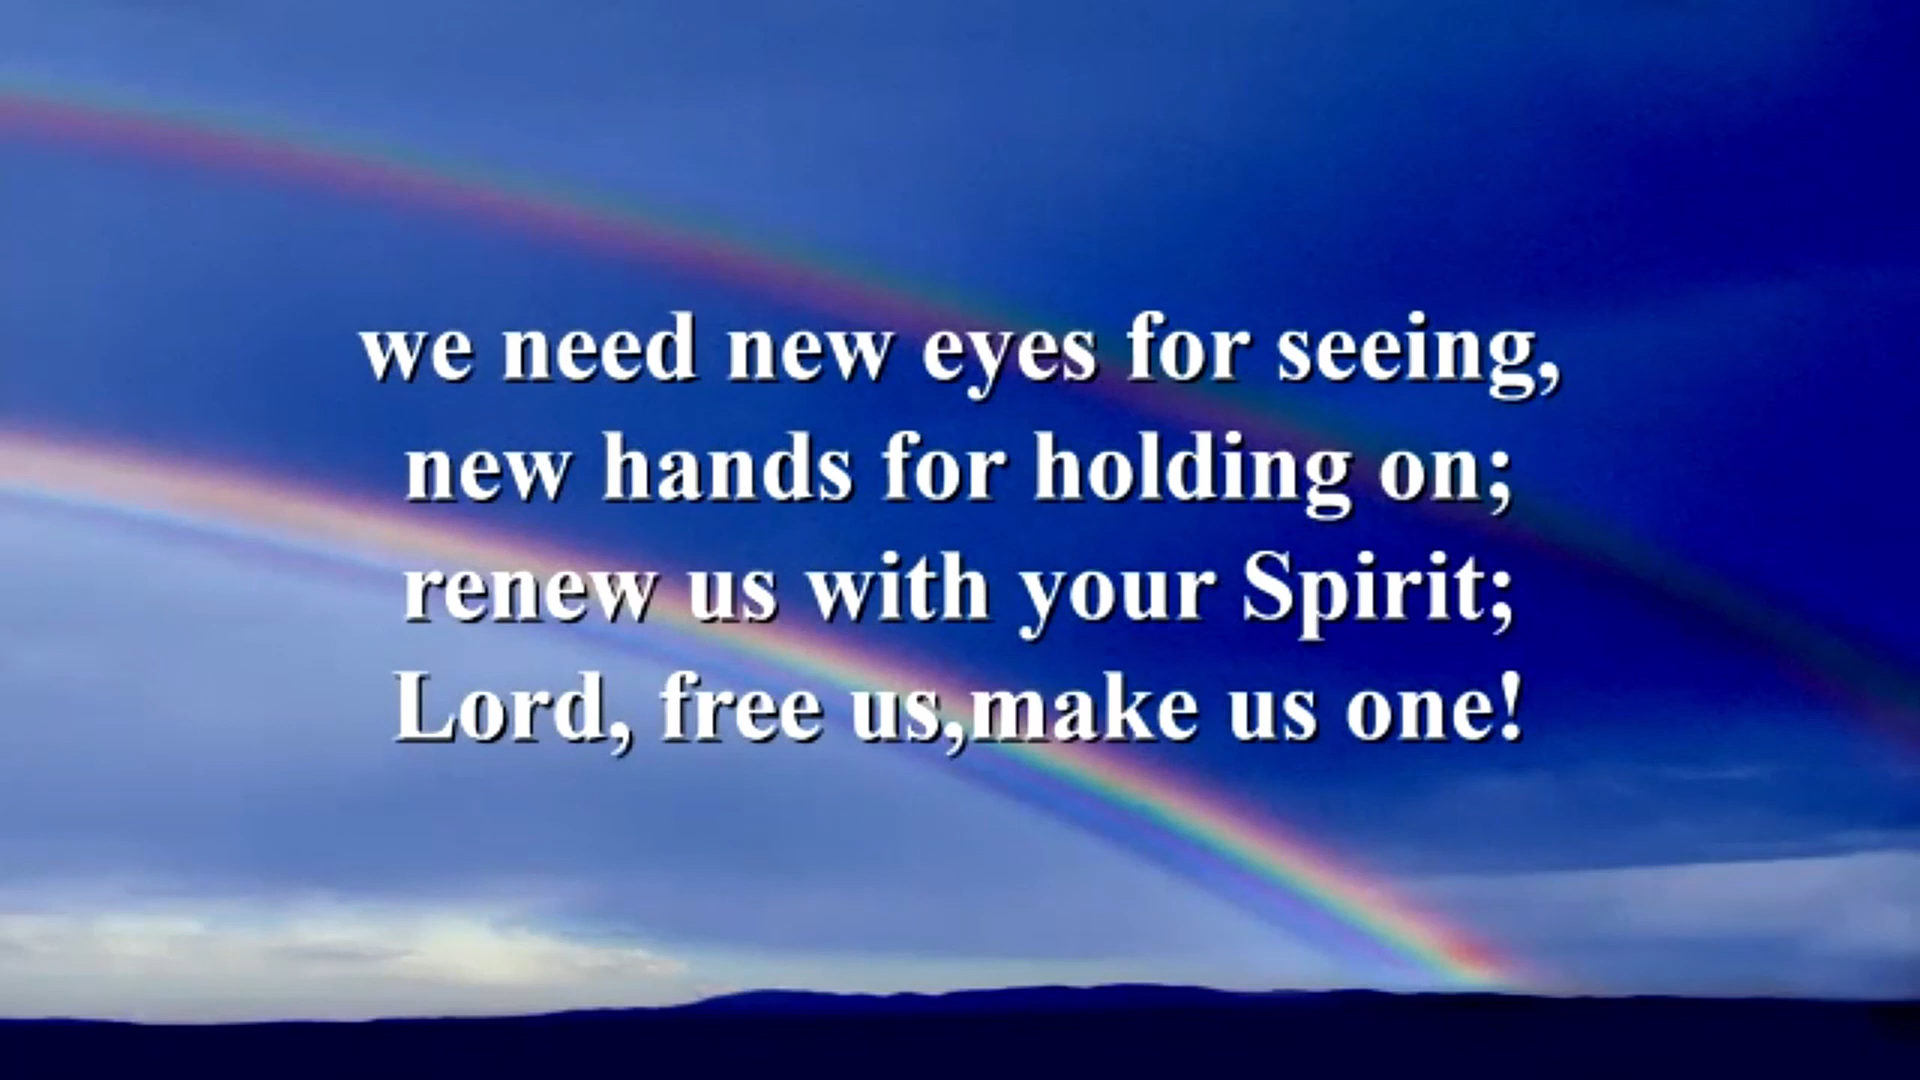 we need new eyes for seeing,
new hands for holding on;
renew us with your Spirit;
Lord, free us,make us one!